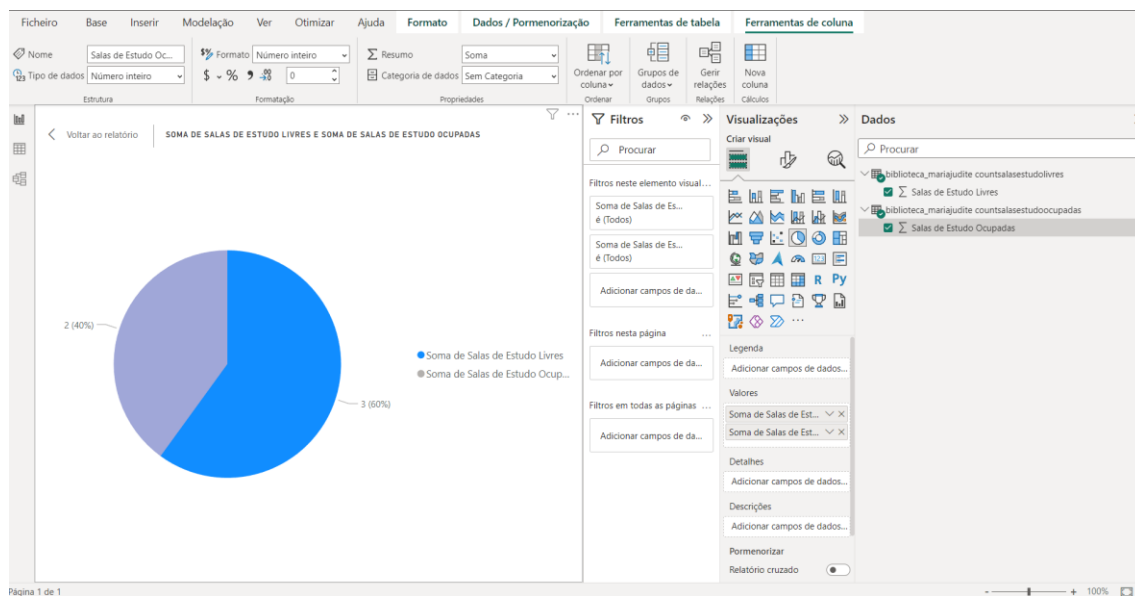 Ficheiro Base Inserir Modelação Ver Otimizar Ajuda Formato Dados / Pormenorização Ferramentas de tabela Ferramentas de coluna
Nome Salas de Estudo Oc...
Tipo de dados Número inteiro
Estrutura
Formato Número inteiro
$ % 0
Formatação
Resumo Soma
Categoria de dados Sem Categoria
Propriedades
Ordenar por
coluna
Ordenar
Grupos de
dados
Grupos
Gerir
relações
Relações
Nova
coluna
Cálculos
Voltar ao relatório
SOMA DE SALAS DE ESTUDO LIVRES E SOMA DE SALAS DE ESTUDO OCUPADAS
2 (40%)
3 (60%)
Soma de Salas de Estudo Livres
Soma de Salas de Estudo Ocup...
Filtros
Procurar
Filtros neste elemento visual...
Soma de Salas de Es...
é (Todos)
Soma de Salas de Es...
é (Todos)
Adicionar campos de da...
Filtros nesta página ...
Adicionar campos de da...
Filtros em todas as páginas ...
Adicionar campos de da...
Visualizações
Criar visual
R Py
Legenda
Adicionar campos de dados...
Valores
Soma de Salas de Est...
Soma de Salas de Est...
Detalhes
Adicionar campos de dados...
Descrições
Adicionar campos de dados...
Pormenorizar
Relatório cruzado
Dados
Procurar
biblioteca_mariajudite countsalasestudolivres
Salas de Estudo Livres
biblioteca_mariajudite countsalasestudoocupadas
Salas de Estudo Ocupadas
Página 1 de 1
100%